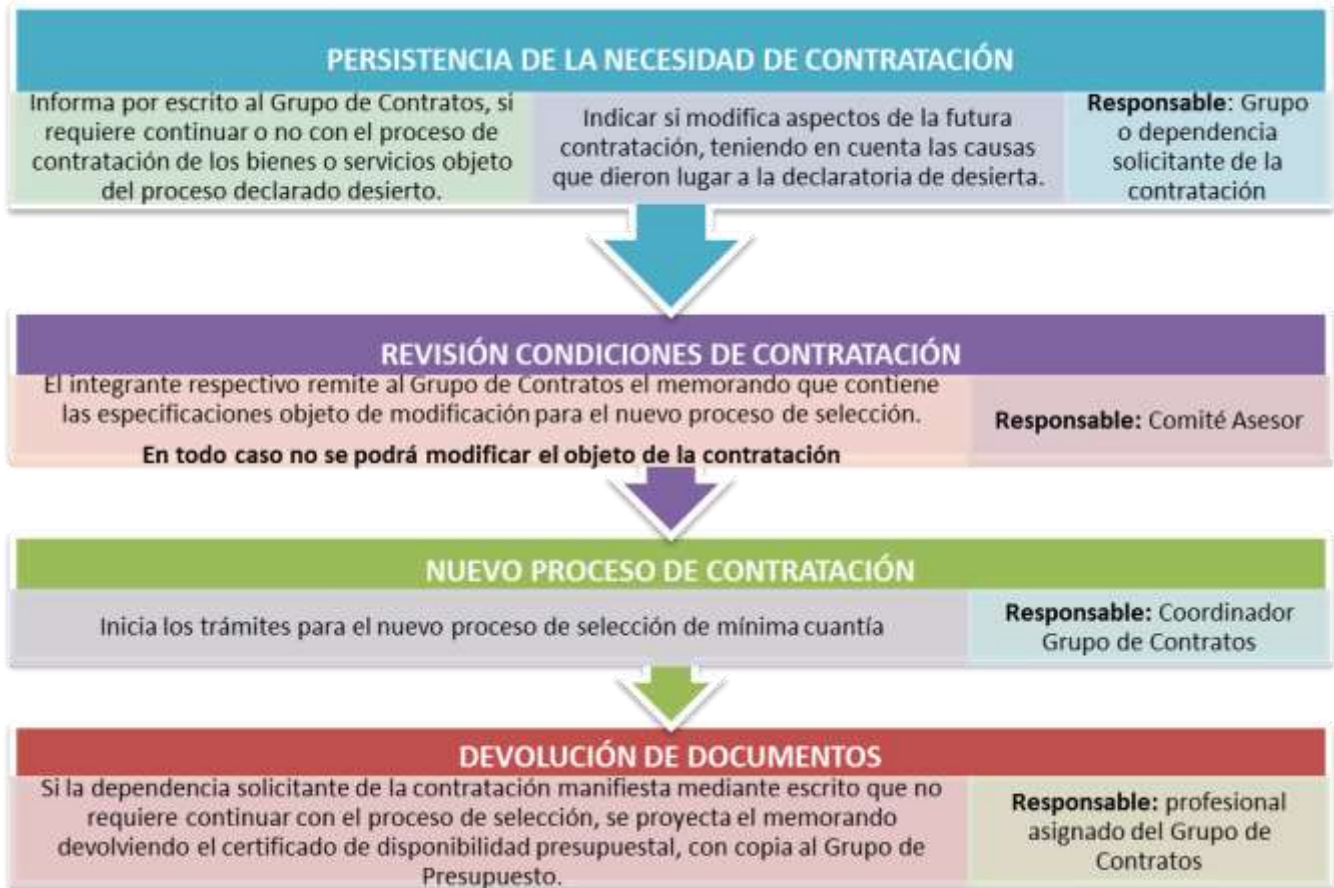 PERSISTENCIA DE LA NECESIDAD DE CONTRATACIÓN
Informa por escrito al Grupo de Contratos, si
requiere continuar o no con el proceso de
contratación de los bienes o servicios objeto
del proceso declarado desierto.
Indicar si modifica aspectos de la futura
contratación, teniendo en cuenta las causas
que dieron lugar a la declaratoria de desierta.
Responsable: Grupo
o dependencia
solicitante de la
contratación
REVISIÓN CONDICIONES DE CONTRATACIÓN
El integrante respectivo remite al Grupo de Contratos el memorando que contiene
las especificaciones objeto de modificación para el nuevo proceso de selección.
En todo caso no se podrá modificar el objeto de la contratación
Responsable: Comité Asesor
NUEVO PROCESO DE CONTRATACIÓN
Inicia los trámites para el nuevo proceso de selección de mínima cuantía
Responsable: Coordinador
Grupo de Contratos
DEVOLUCIÓN DE DOCUMENTOS
Si la dependencia solicitante de la contratación manifiesta mediante escrito que no
requiere continuar con el proceso de selección, se proyecta el memorando
devolviendo el certificado de disponibilidad presupuestal, con copia al Grupo de
Presupuesto.
Responsable: profesional
asignado del Grupo de
Contratos